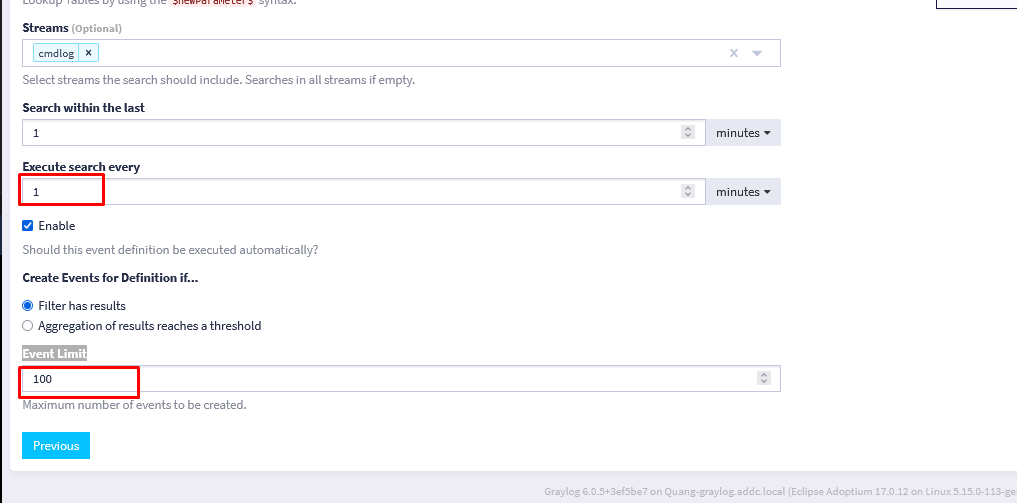 Lookup Tables by using the $newParameter$ syntax.
Streams (Optional)
cmdlog ×
Select streams the search should include. Searches in all streams if empty.
Search within the last
1 minutes
Execute search every
1 minutes
Enable
Should this event definition be executed automatically?
Create Events for Definition if...
Filter has results
Aggregation of results reaches a threshold
Event Limit
100
Maximum number of events to be created.
Previous
Graylog 6.0.5+3ef5be7 on Quang-graylog.addc.local (Eclipse Adoptium 17.0.12 on Linux 5.15.0-113-ge